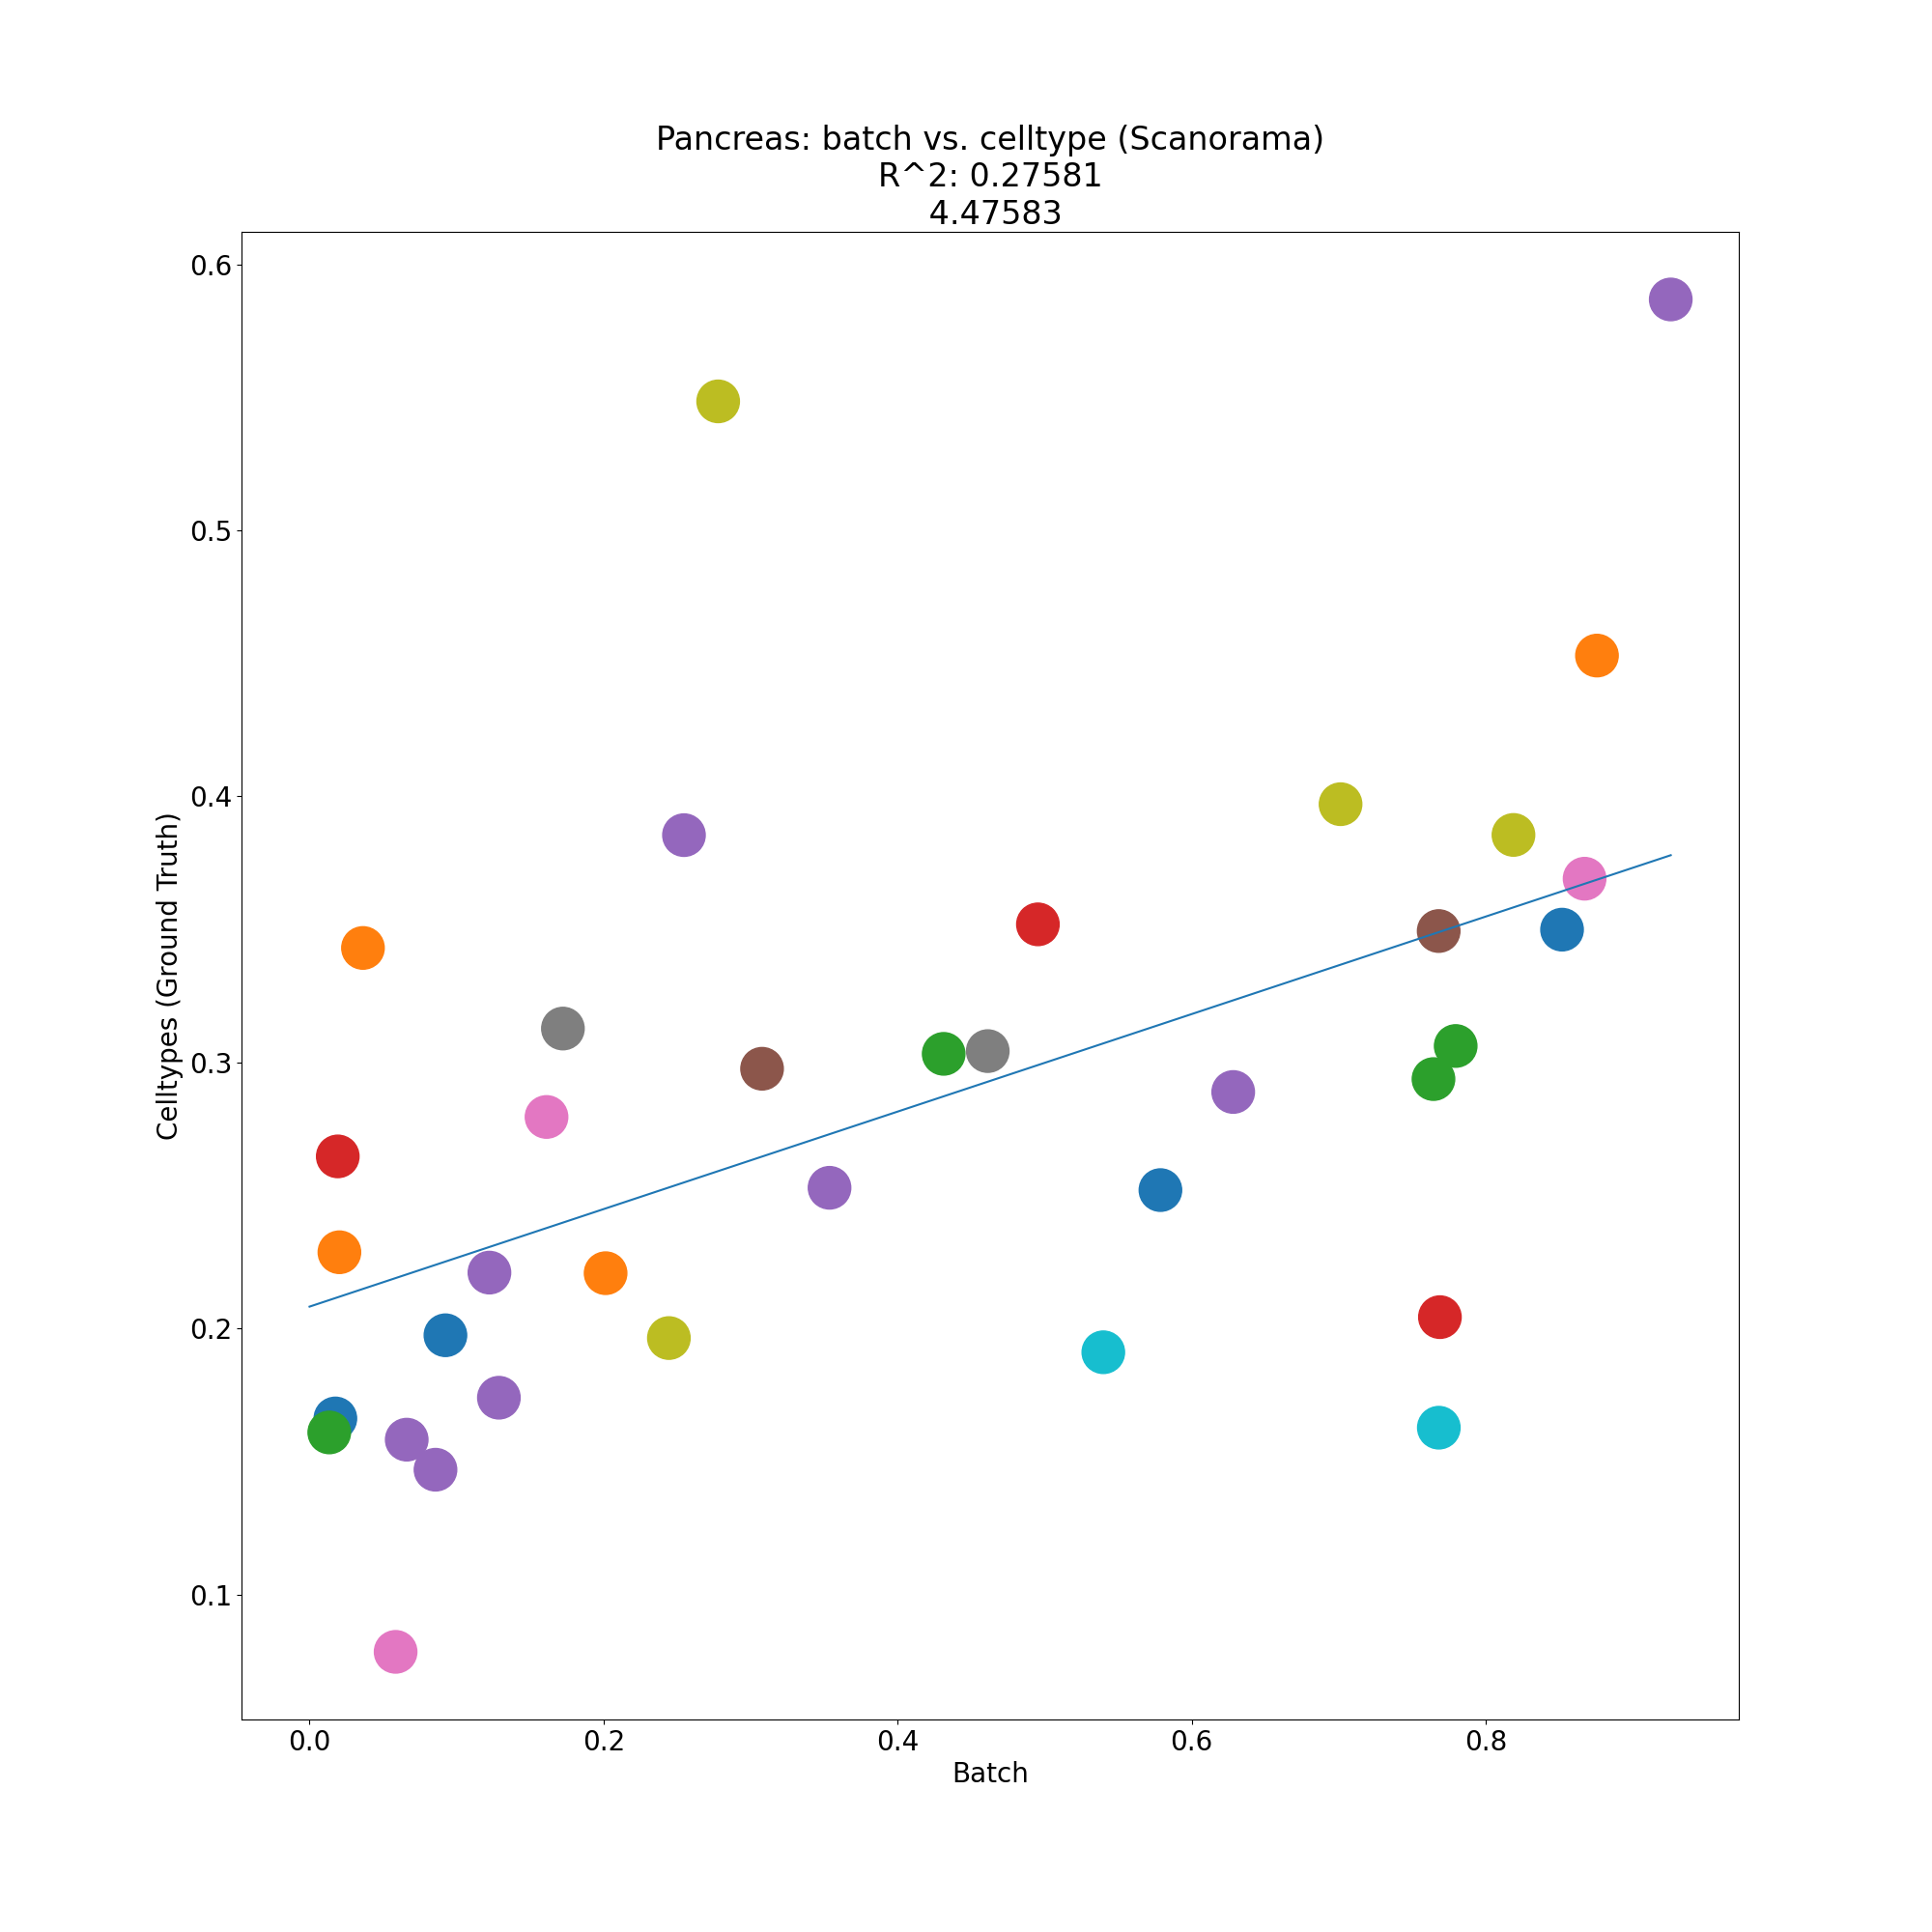 Pancreas: batch vs. celltype (Scanorama)
R^2: 0.27581
4.47583
0.6
0.5
0.4
0.3
0.2
0.1
Celltypes (Ground Truth)
0.0 0.2 0.4 0.6 0.8
Batch